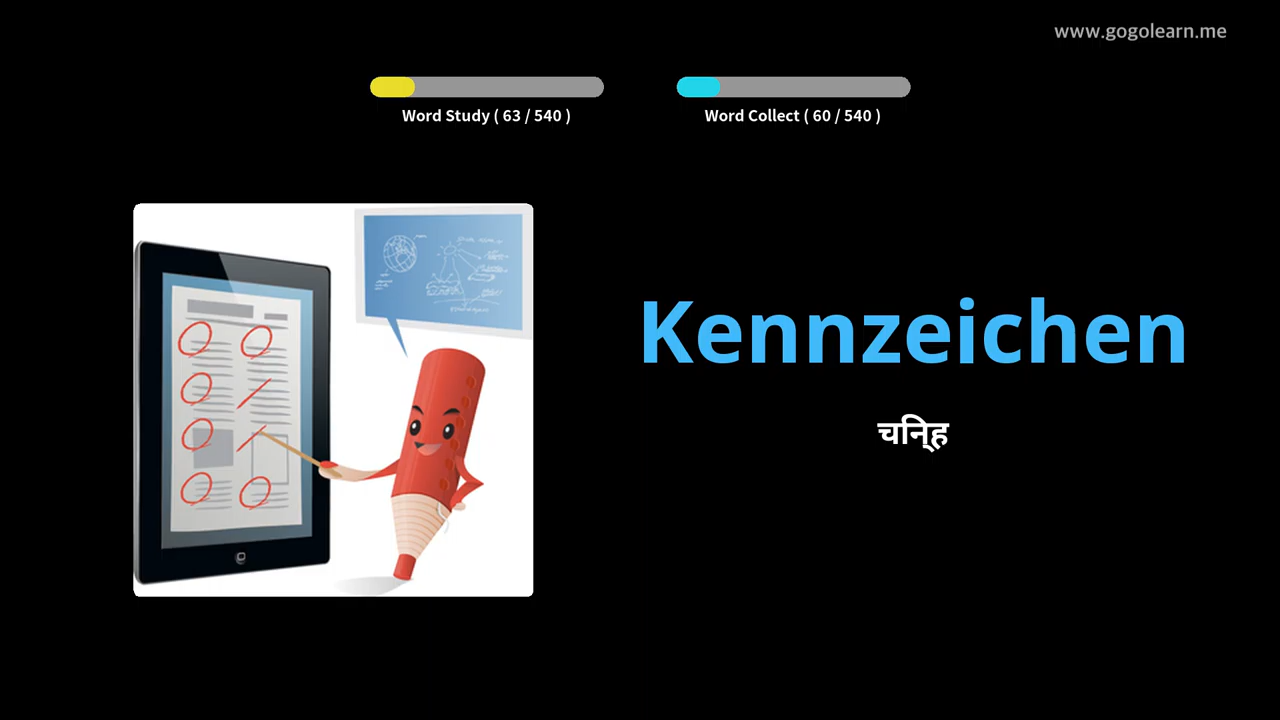 www.gogolearn.me
Word Study ( 63 / 540 )
Word Collect ( 60 / 540 )
Kennzeichen
चनि्ह